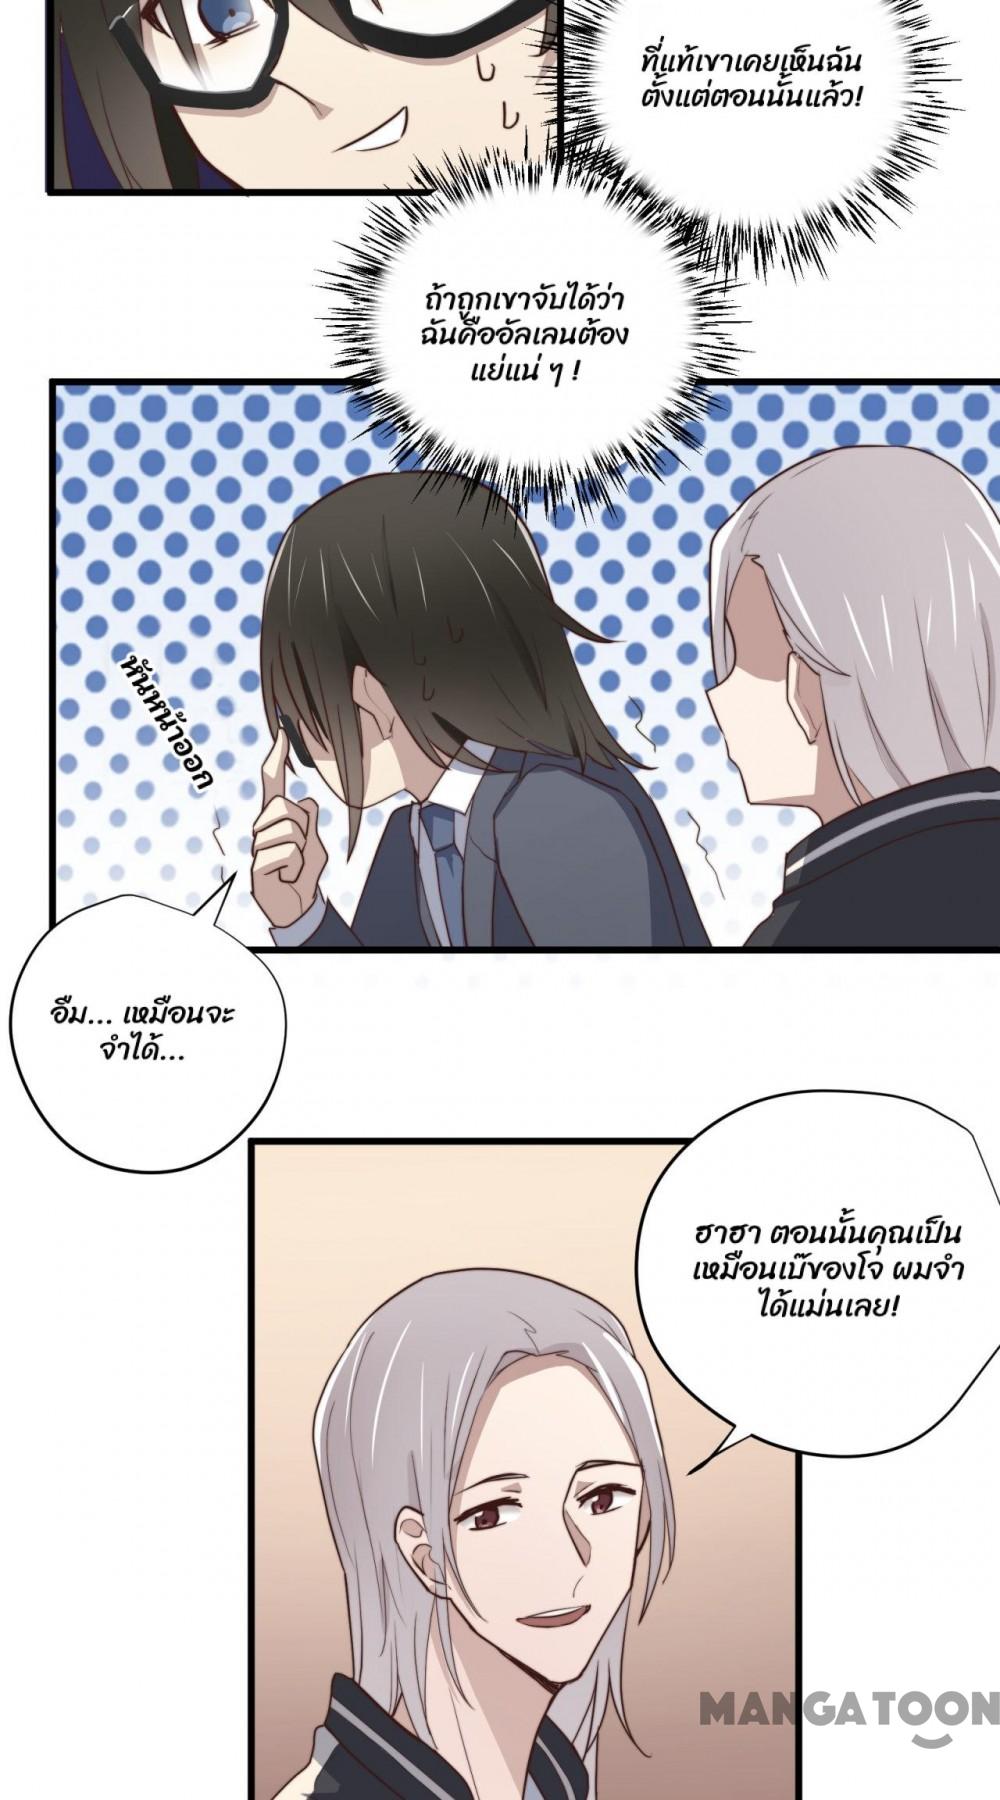 ที่แท้เขาเคยเห็นฉัน
ตั้งแต่ตอนนั้นแล้ว!
ถ้าถูกเขาจับได้ว่า
ฉันคืออัลเลนต้อง
แย่แน่ ๆ !
หันหน้าออก
อืม... เหมือนจะ
จำได้...
ฮาฮา ตอนนั้นคุณเป็น
เหมือนเบ๊ของโจ ผมจำ
ได้แม่นเลย!
MANGATOON